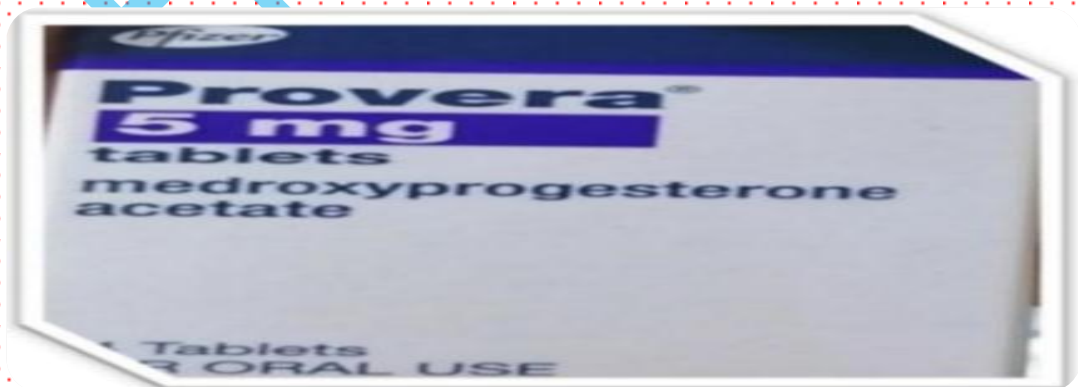 Pfizer
Provera®
5 mg
tablets
medroxyprogesterone
acetate
Tablets
ORAL USE